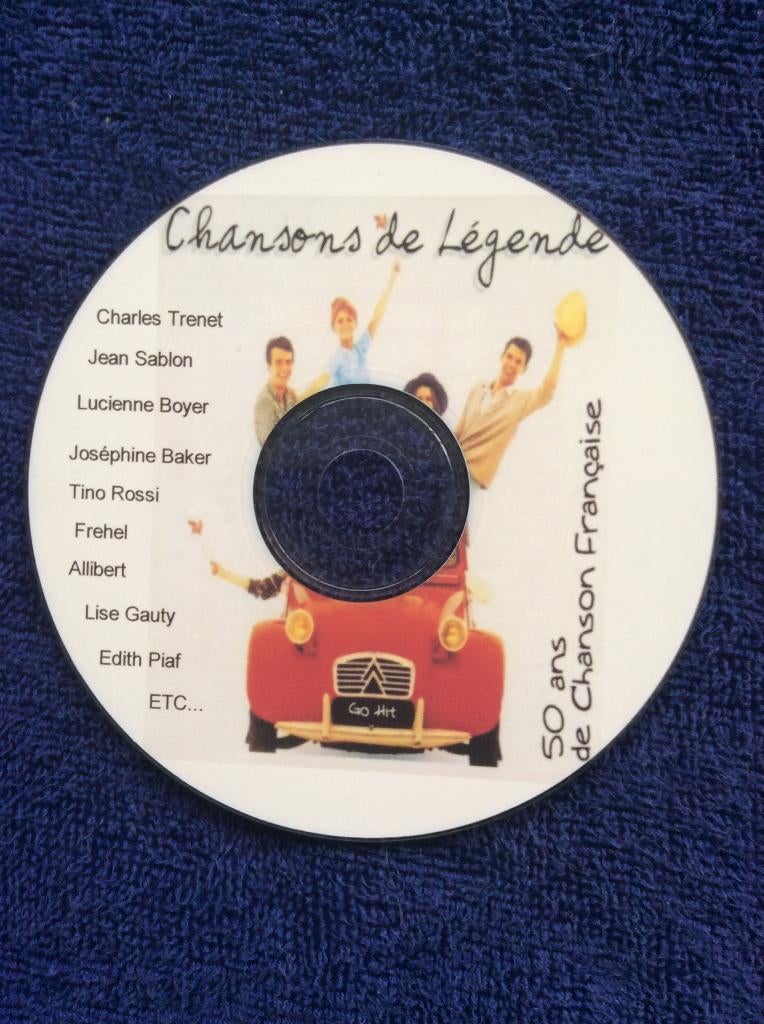 Chansons de Légende
Charles Trenet
Jean Sablon
Lucienne Boyer
Joséphine Baker
Tino Rossi
Frehel
Allibert
Lise Gauty
Edith Piaf
ETC...
Go Hit
50 ans
de Chanson Française